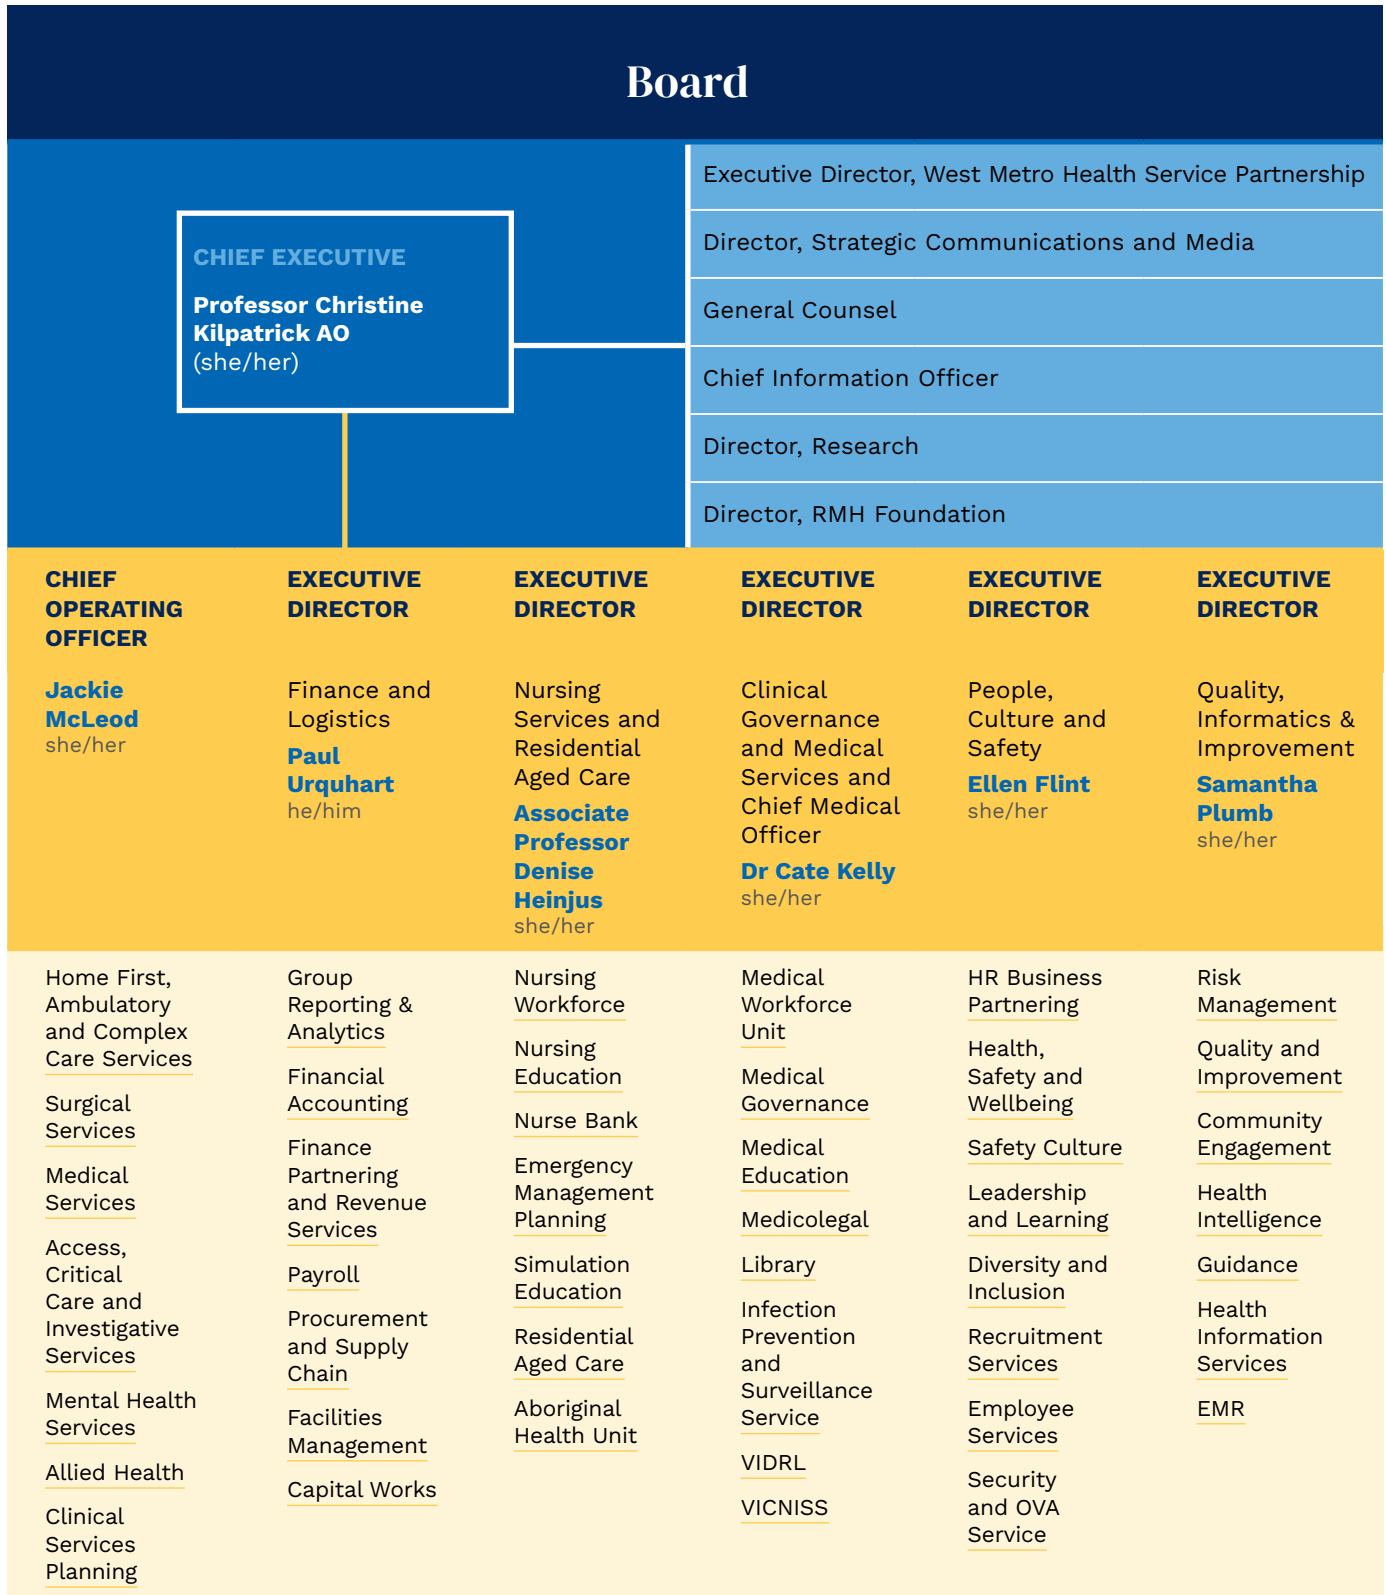 Board
CHIEF EXECUTIVE
Professor Christine
Kilpatrick AO
(she/her)
Executive Director, West Metro Health Service Partnership
Director, Strategic Communications and Media
General Counsel
Chief Information Officer
Director, Research
Director, RMH Foundation
CHIEF
OPERATING
OFFICER
Jackie
McLeod
she/her
Home First,
Ambulatory
and Complex
Care Services
Surgical
Services
Medical
Services
Access,
Critical
Care and
Investigative
Services
Mental Health
Services
Allied Health
Clinical
Services
Planning
EXECUTIVE
DIRECTOR
Finance and
Logistics
Paul
Urquhart
he/him
Group
Reporting &
Analytics
Financial
Accounting
Finance
Partnering
and Revenue
Services
Payroll
Procurement
and Supply
Chain
Facilities
Management
Capital Works
EXECUTIVE
DIRECTOR
Nursing
Services and
Residential
Aged Care
Associate
Professor
Denise
Heinjus
she/her
Nursing
Workforce
Nursing
Education
Nurse Bank
Emergency
Management
Planning
Simulation
Education
Residential
Aged Care
Aboriginal
Health Unit
EXECUTIVE
DIRECTOR
Clinical
Governance
and Medical
Services and
Chief Medical
Officer
Dr Cate Kelly
she/her
Medical
Workforce
Unit
Medical
Governance
Medical
Education
Medicolegal
Library
Infection
Prevention
and
Surveillance
Service
VIDRL
VICNISS
EXECUTIVE
DIRECTOR
People,
Culture and
Safety
Ellen Flint
she/her
HR Business
Partnering
Health,
Safety and
Wellbeing
Safety Culture
Leadership
and Learning
Diversity and
Inclusion
Recruitment
Services
Employee
Services
Security
and OVA
Service
EXECUTIVE
DIRECTOR
Quality,
Informatics &
Improvement
Samantha
Plumb
she/her
Risk
Management
Quality and
Improvement
Community
Engagement
Health
Intelligence
Guidance
Health
Information
Services
EMR